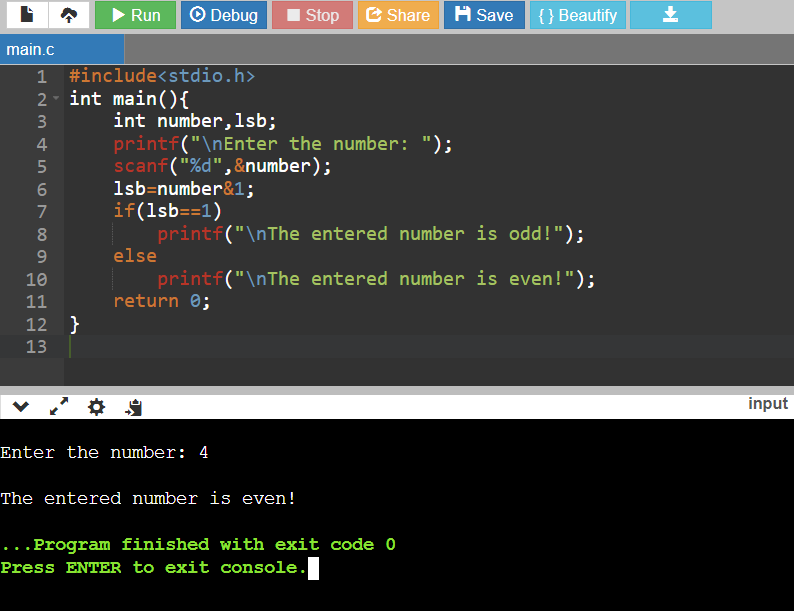 Run Debug Stop Share Save { } Beautify
main.c
1 #include<stdio.h>
2 int main(){
3     int number,lsb;
4     printf("\nEnter the number: ");
5     scanf("%d",&number);
6     lsb=number&1;
7     if(lsb==1)
8         printf("\nThe entered number is odd!");
9     else
10         printf("\nThe entered number is even!");
11     return 0;
12 }
13
input
Enter the number: 4
The entered number is even!
...Program finished with exit code 0
Press ENTER to exit console.